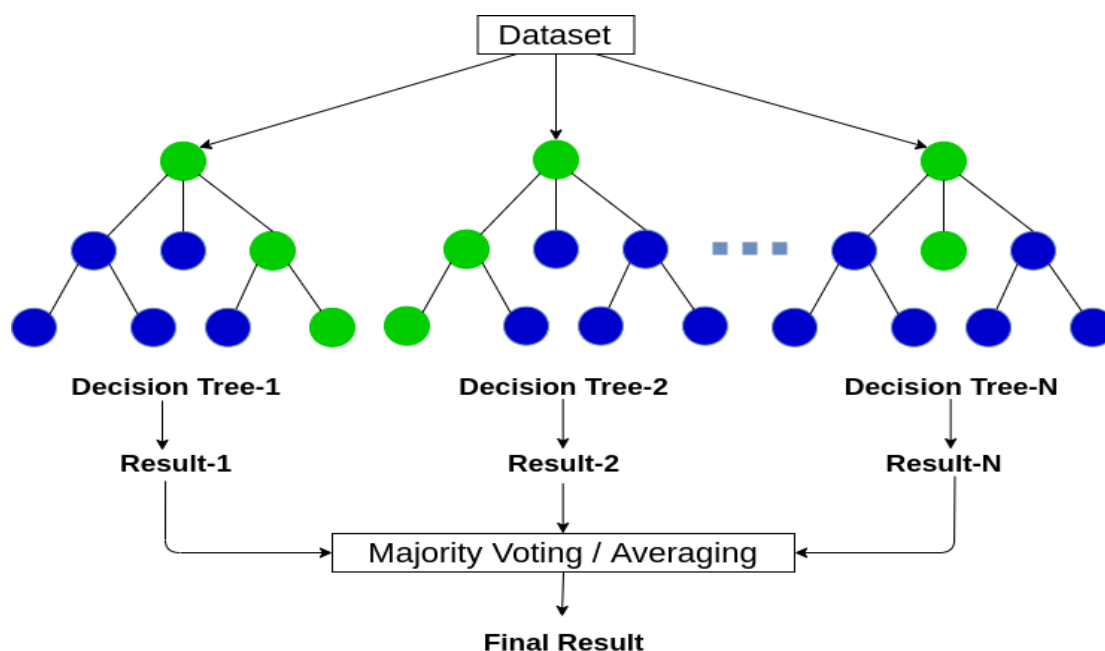 Dataset
Decision Tree-1
Decision Tree-2
Decision Tree-N
Result-1
Result-2
Result-N
Majority Voting / Averaging
Final Result